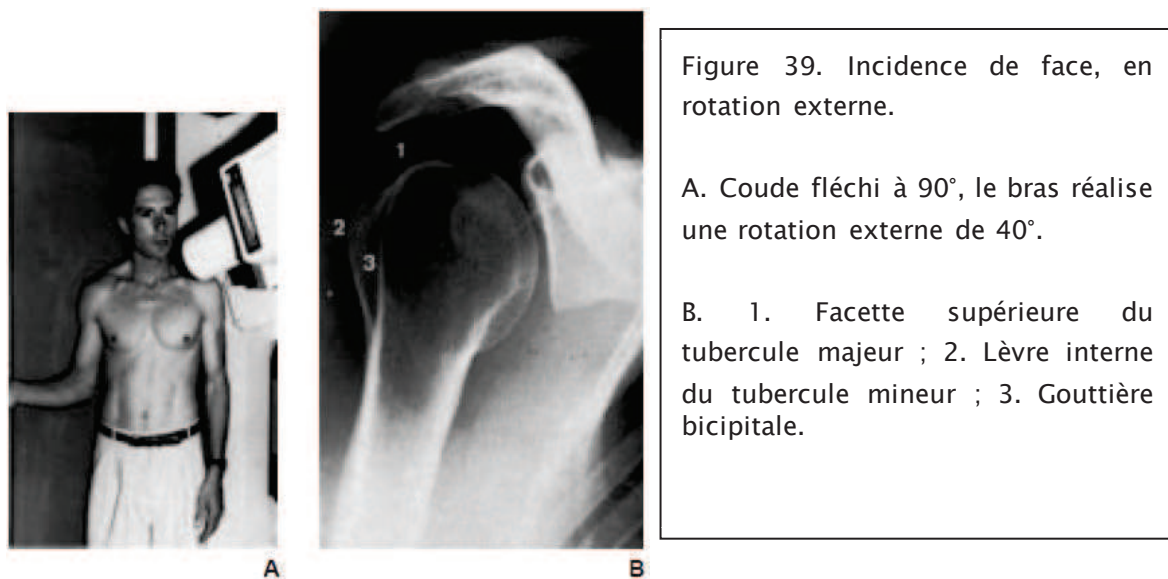 1
2
3
A
B
Figure 39. Incidence de face, en
rotation externe.
A. Coude fléchi à 90°, le bras réalise
une rotation externe de 40°.
B. 1. Facette supérieure du
tubercule majeur ; 2. Lèvre interne
du tubercule mineur ; 3. Gouttière
bicipitale.